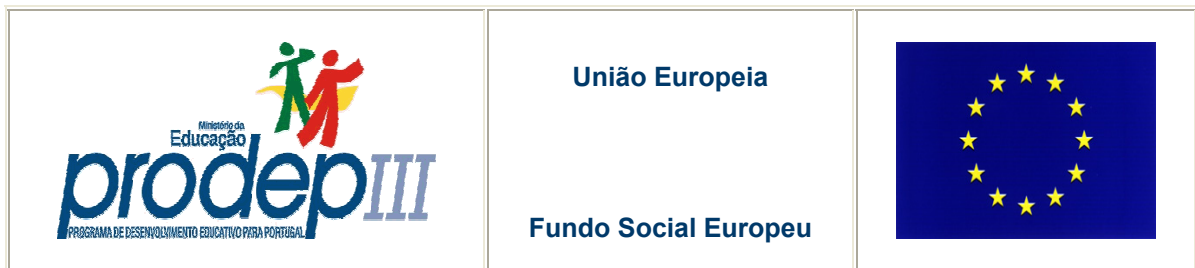 Ministério da
Educação
prodep III
PROGRAMA DE DESENVOLVIMENTO EDUCATIVO PARA PORTUGAL
União Europeia
Fundo Social Europeu